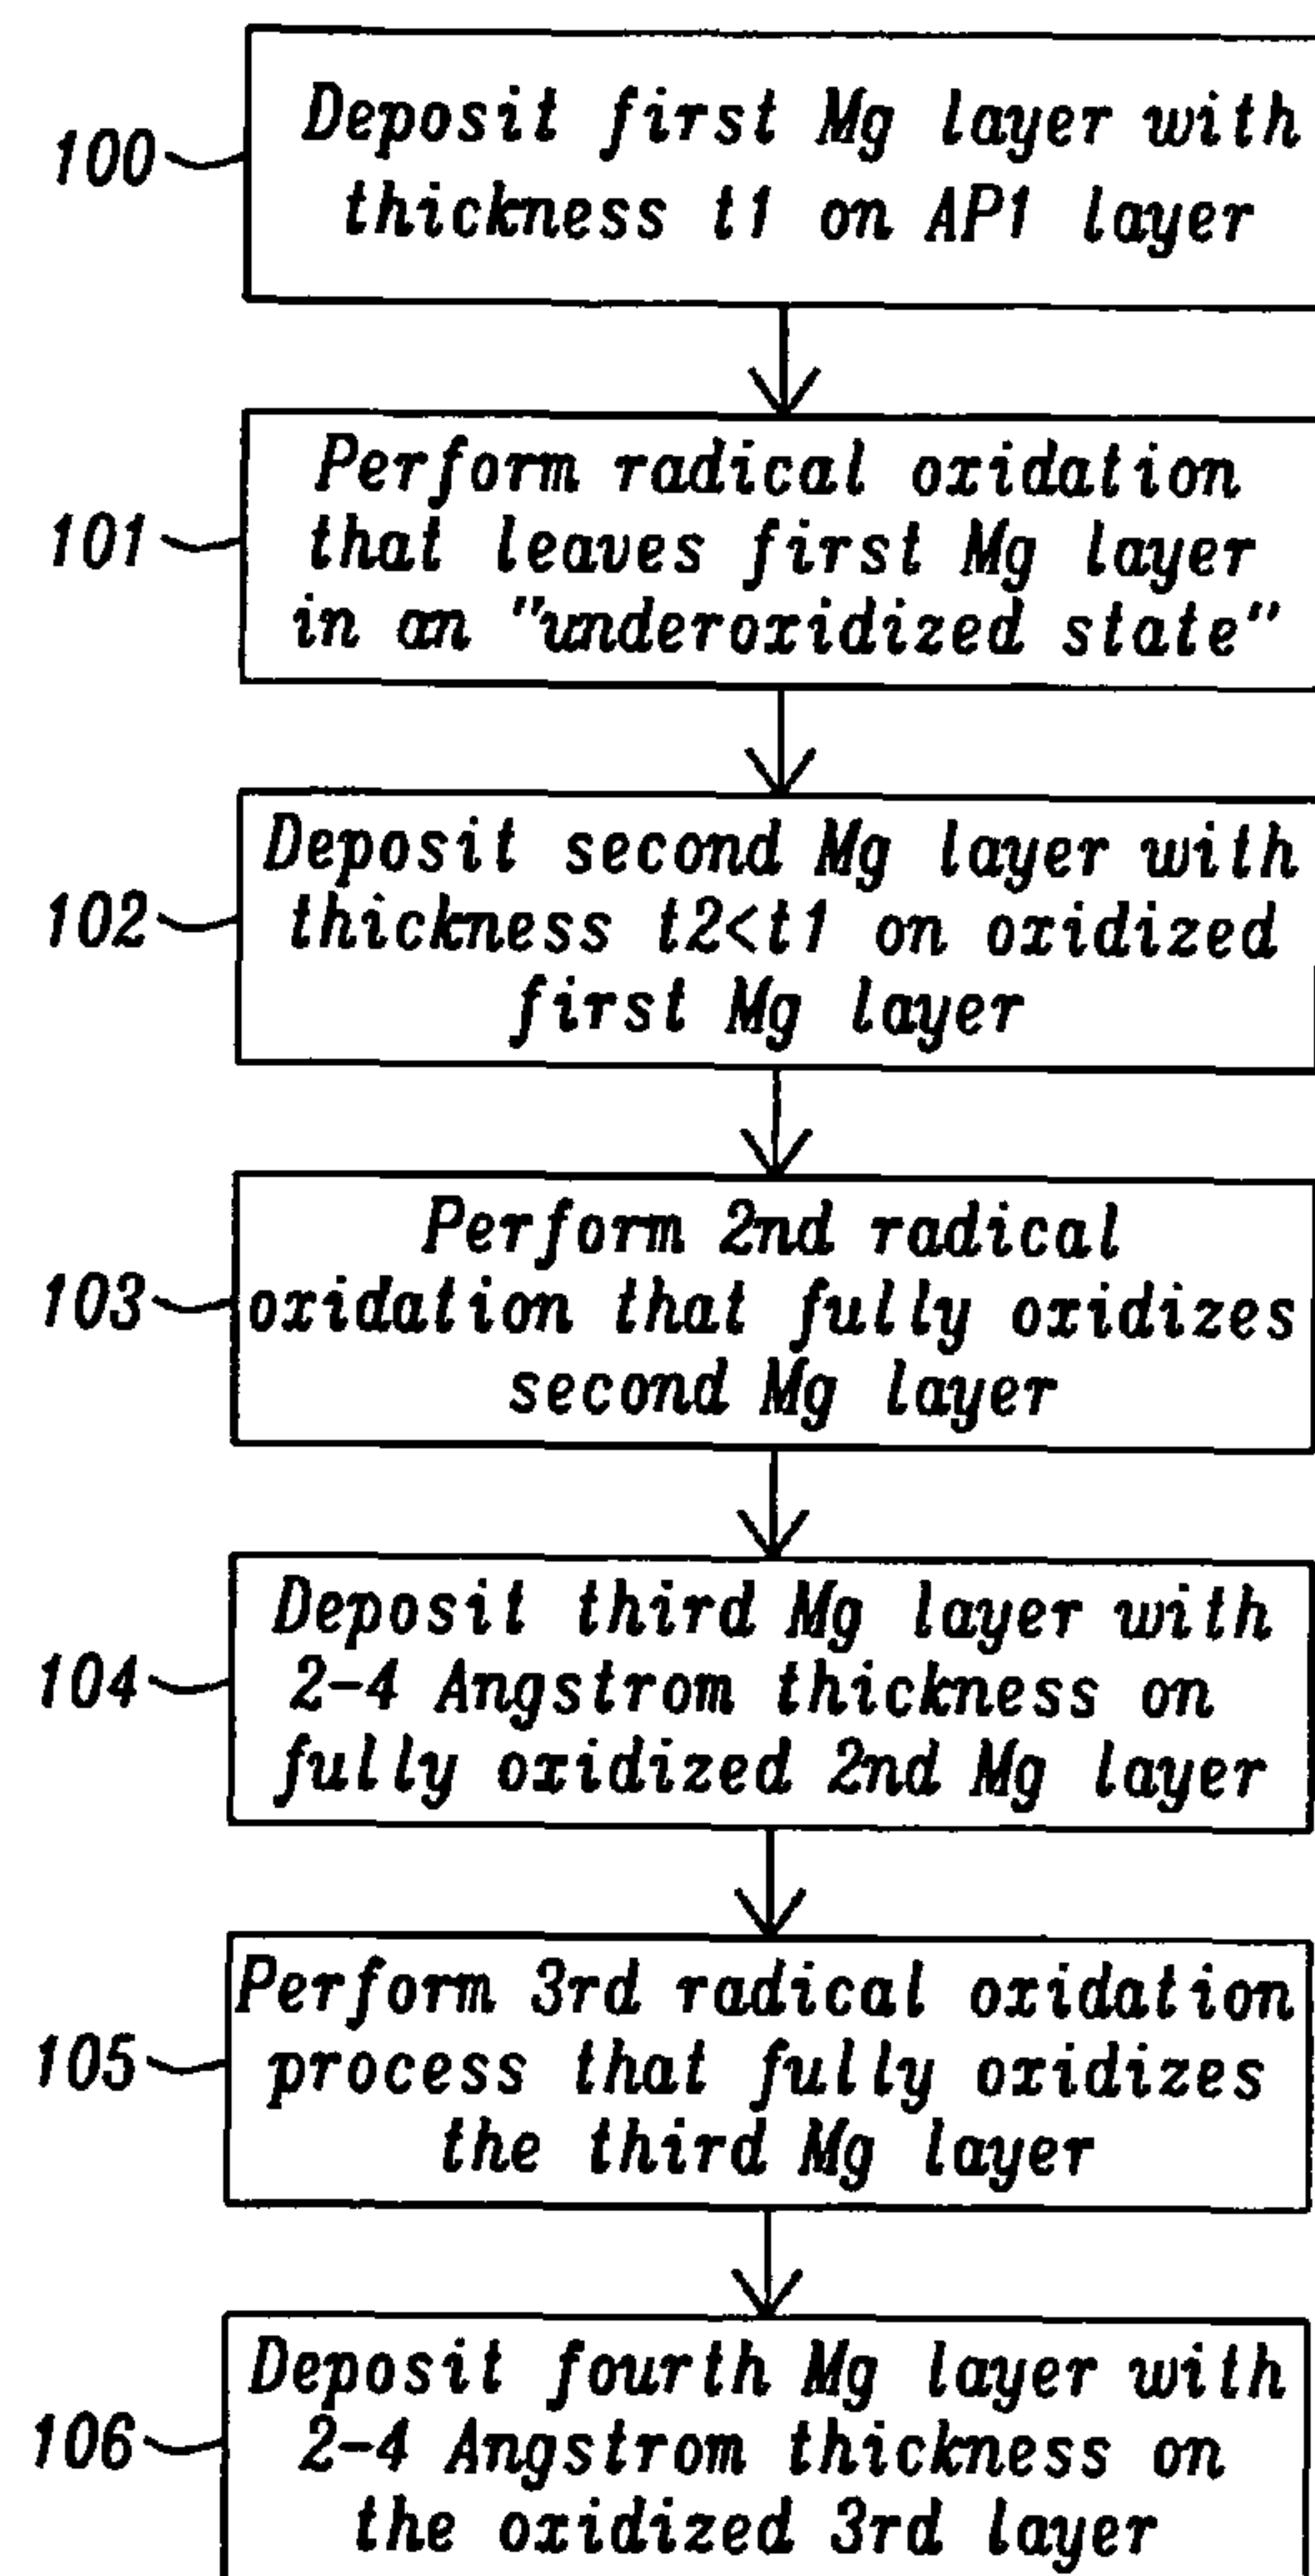 Deposit first Mg layer with
100
thickness t1 on AP1 layer
Perform radical oxidation
101
that leaves first Mg layer
in an "underoxidized state"
Deposit second Mg layer with
102
thickness t2<t1 on oxidized
first Mg layer
Perform 2nd radical
103
oxidation that fully oxidizes
second Mg layer
Deposit third Mg layer with
104
2-4 Angstrom thickness on
fully oxidized 2nd Mg layer
Perform 3rd radical oxidation
105
process that fully oxidizes
the third Mg layer
Deposit fourth Mg layer with
106
2-4 Angstrom thickness on
the oxidized 3rd layer